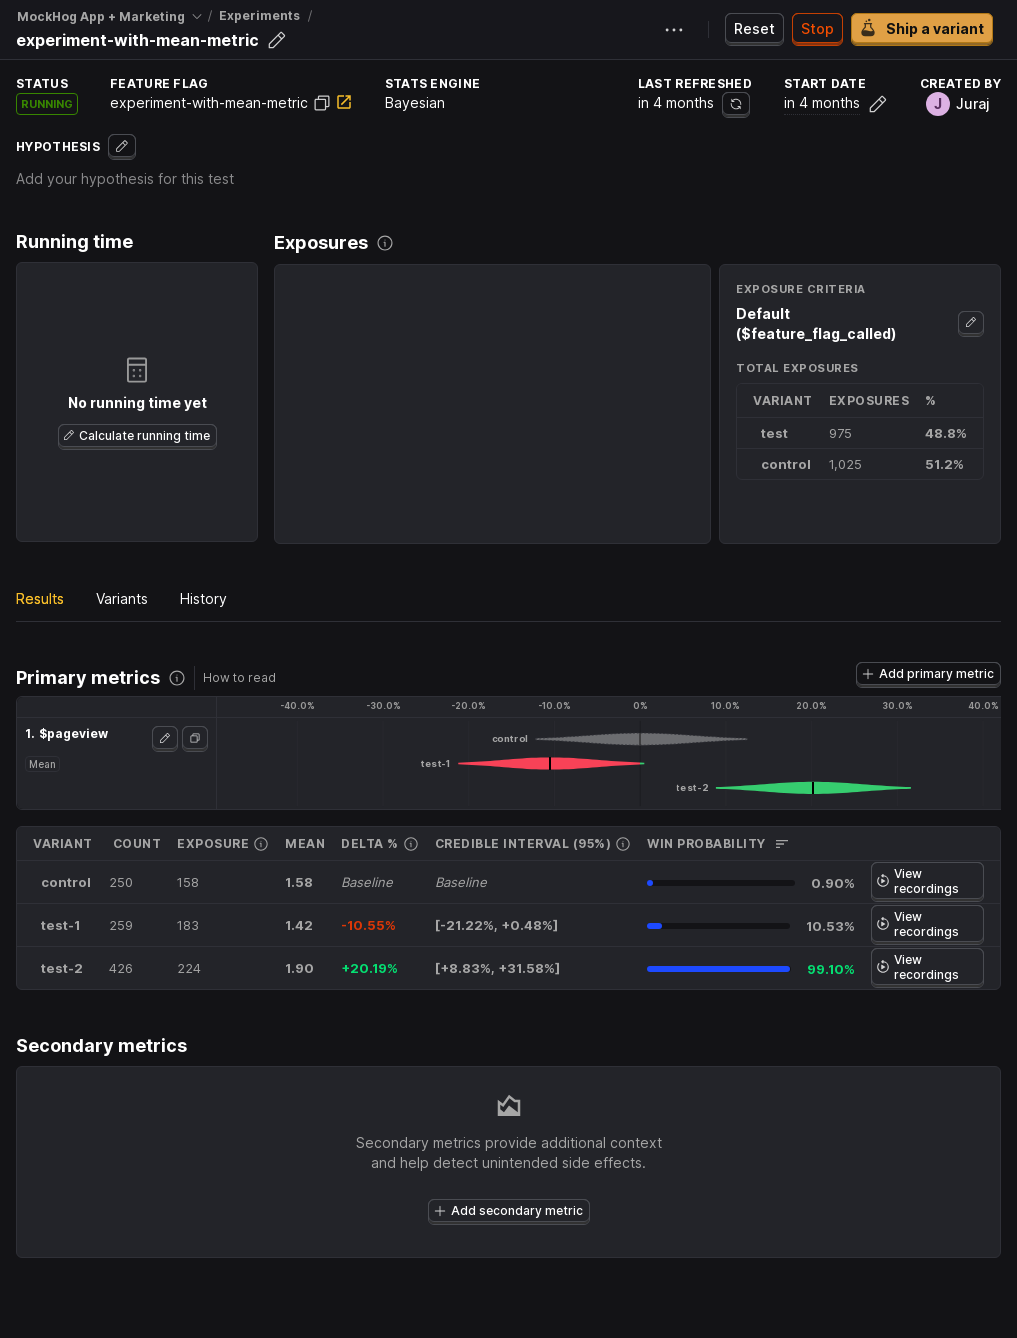 MockHog App + Marketing / Experiments /
experiment-with-mean-metric
Reset
Stop
Ship a variant
STATUS
RUNNING
FEATURE FLAG
experiment-with-mean-metric
STATS ENGINE
Bayesian
LAST REFRESHED
in 4 months
START DATE
in 4 months
CREATED BY
J Juraj
HYPOTHESIS
Add your hypothesis for this test
Running time
No running time yet
Calculate running time
Exposures
EXPOSURE CRITERIA
Default
($feature_flag_called)
TOTAL EXPOSURES
VARIANT EXPOSURES %
test 975 48.8%
control 1,025 51.2%
Results Variants History
Primary metrics
How to read
Add primary metric
-40.0% -30.0% -20.0% -10.0% 0% 10.0% 20.0% 30.0% 40.0%
1. $pageview
Mean
control
test-1
test-2
VARIANT COUNT EXPOSURE MEAN DELTA % CREDIBLE INTERVAL (95%) WIN PROBABILITY
control 250 158 1.58 Baseline Baseline 0.90% View
recordings
test-1 259 183 1.42 -10.55% [-21.22%, +0.48%] 10.53% View
recordings
test-2 426 224 1.90 +20.19% [+8.83%, +31.58%] 99.10% View
recordings
Secondary metrics
Secondary metrics provide additional context
and help detect unintended side effects.
Add secondary metric